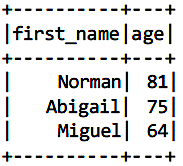 +----------+---+
|first_name|age|
+----------+---+
|    Norman| 81|
|   Abigail| 75|
|    Miguel| 64|
+----------+---+